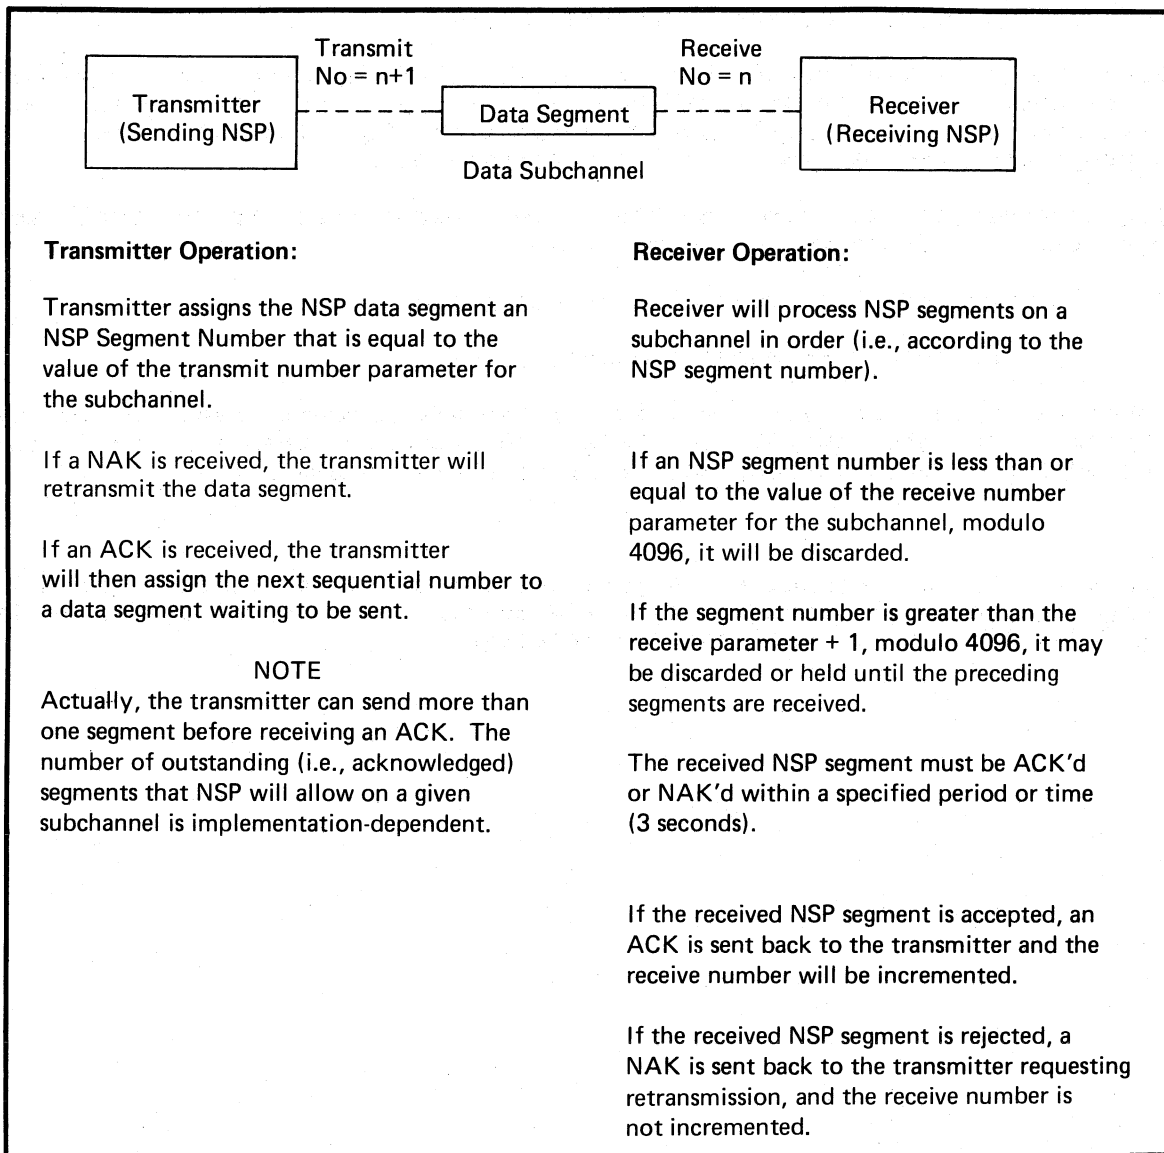 Transmit
No = n+1
Receive
No = n
Transmitter
(Sending NSP)
Data Segment
Receiver
(Receiving NSP)
Data Subchannel
Transmitter Operation:
Transmitter assigns the NSP data segment an
NSP Segment Number that is equal to the
value of the transmit number parameter for
the subchannel.
If a NAK is received, the transmitter will
retransmit the data segment.
If an ACK is received, the transmitter
will then assign the next sequential number to
a data segment waiting to be sent.
NOTE
Actually, the transmitter can send more than
one segment before receiving an ACK. The
number of outstanding (i.e., acknowledged)
segments that NSP will allow on a given
subchannel is implementation-dependent.
Receiver Operation:
Receiver will process NSP segments on a
subchannel in order (i.e., according to the
NSP segment number).
If an NSP segment number is less than or
equal to the value of the receive number
parameter for the subchannel, modulo
4096, it will be discarded.
If the segment number is greater than the
receive parameter + 1, modulo 4096, it may
be discarded or held until the preceding
segments are received.
The received NSP segment must be ACK'd
or NAK'd within a specified period or time
(3 seconds).
If the received NSP segment is accepted, an
ACK is sent back to the transmitter and the
receive number will be incremented.
If the received NSP segment is rejected, a
NAK is sent back to the transmitter requesting
retransmission, and the receive number is
not incremented.